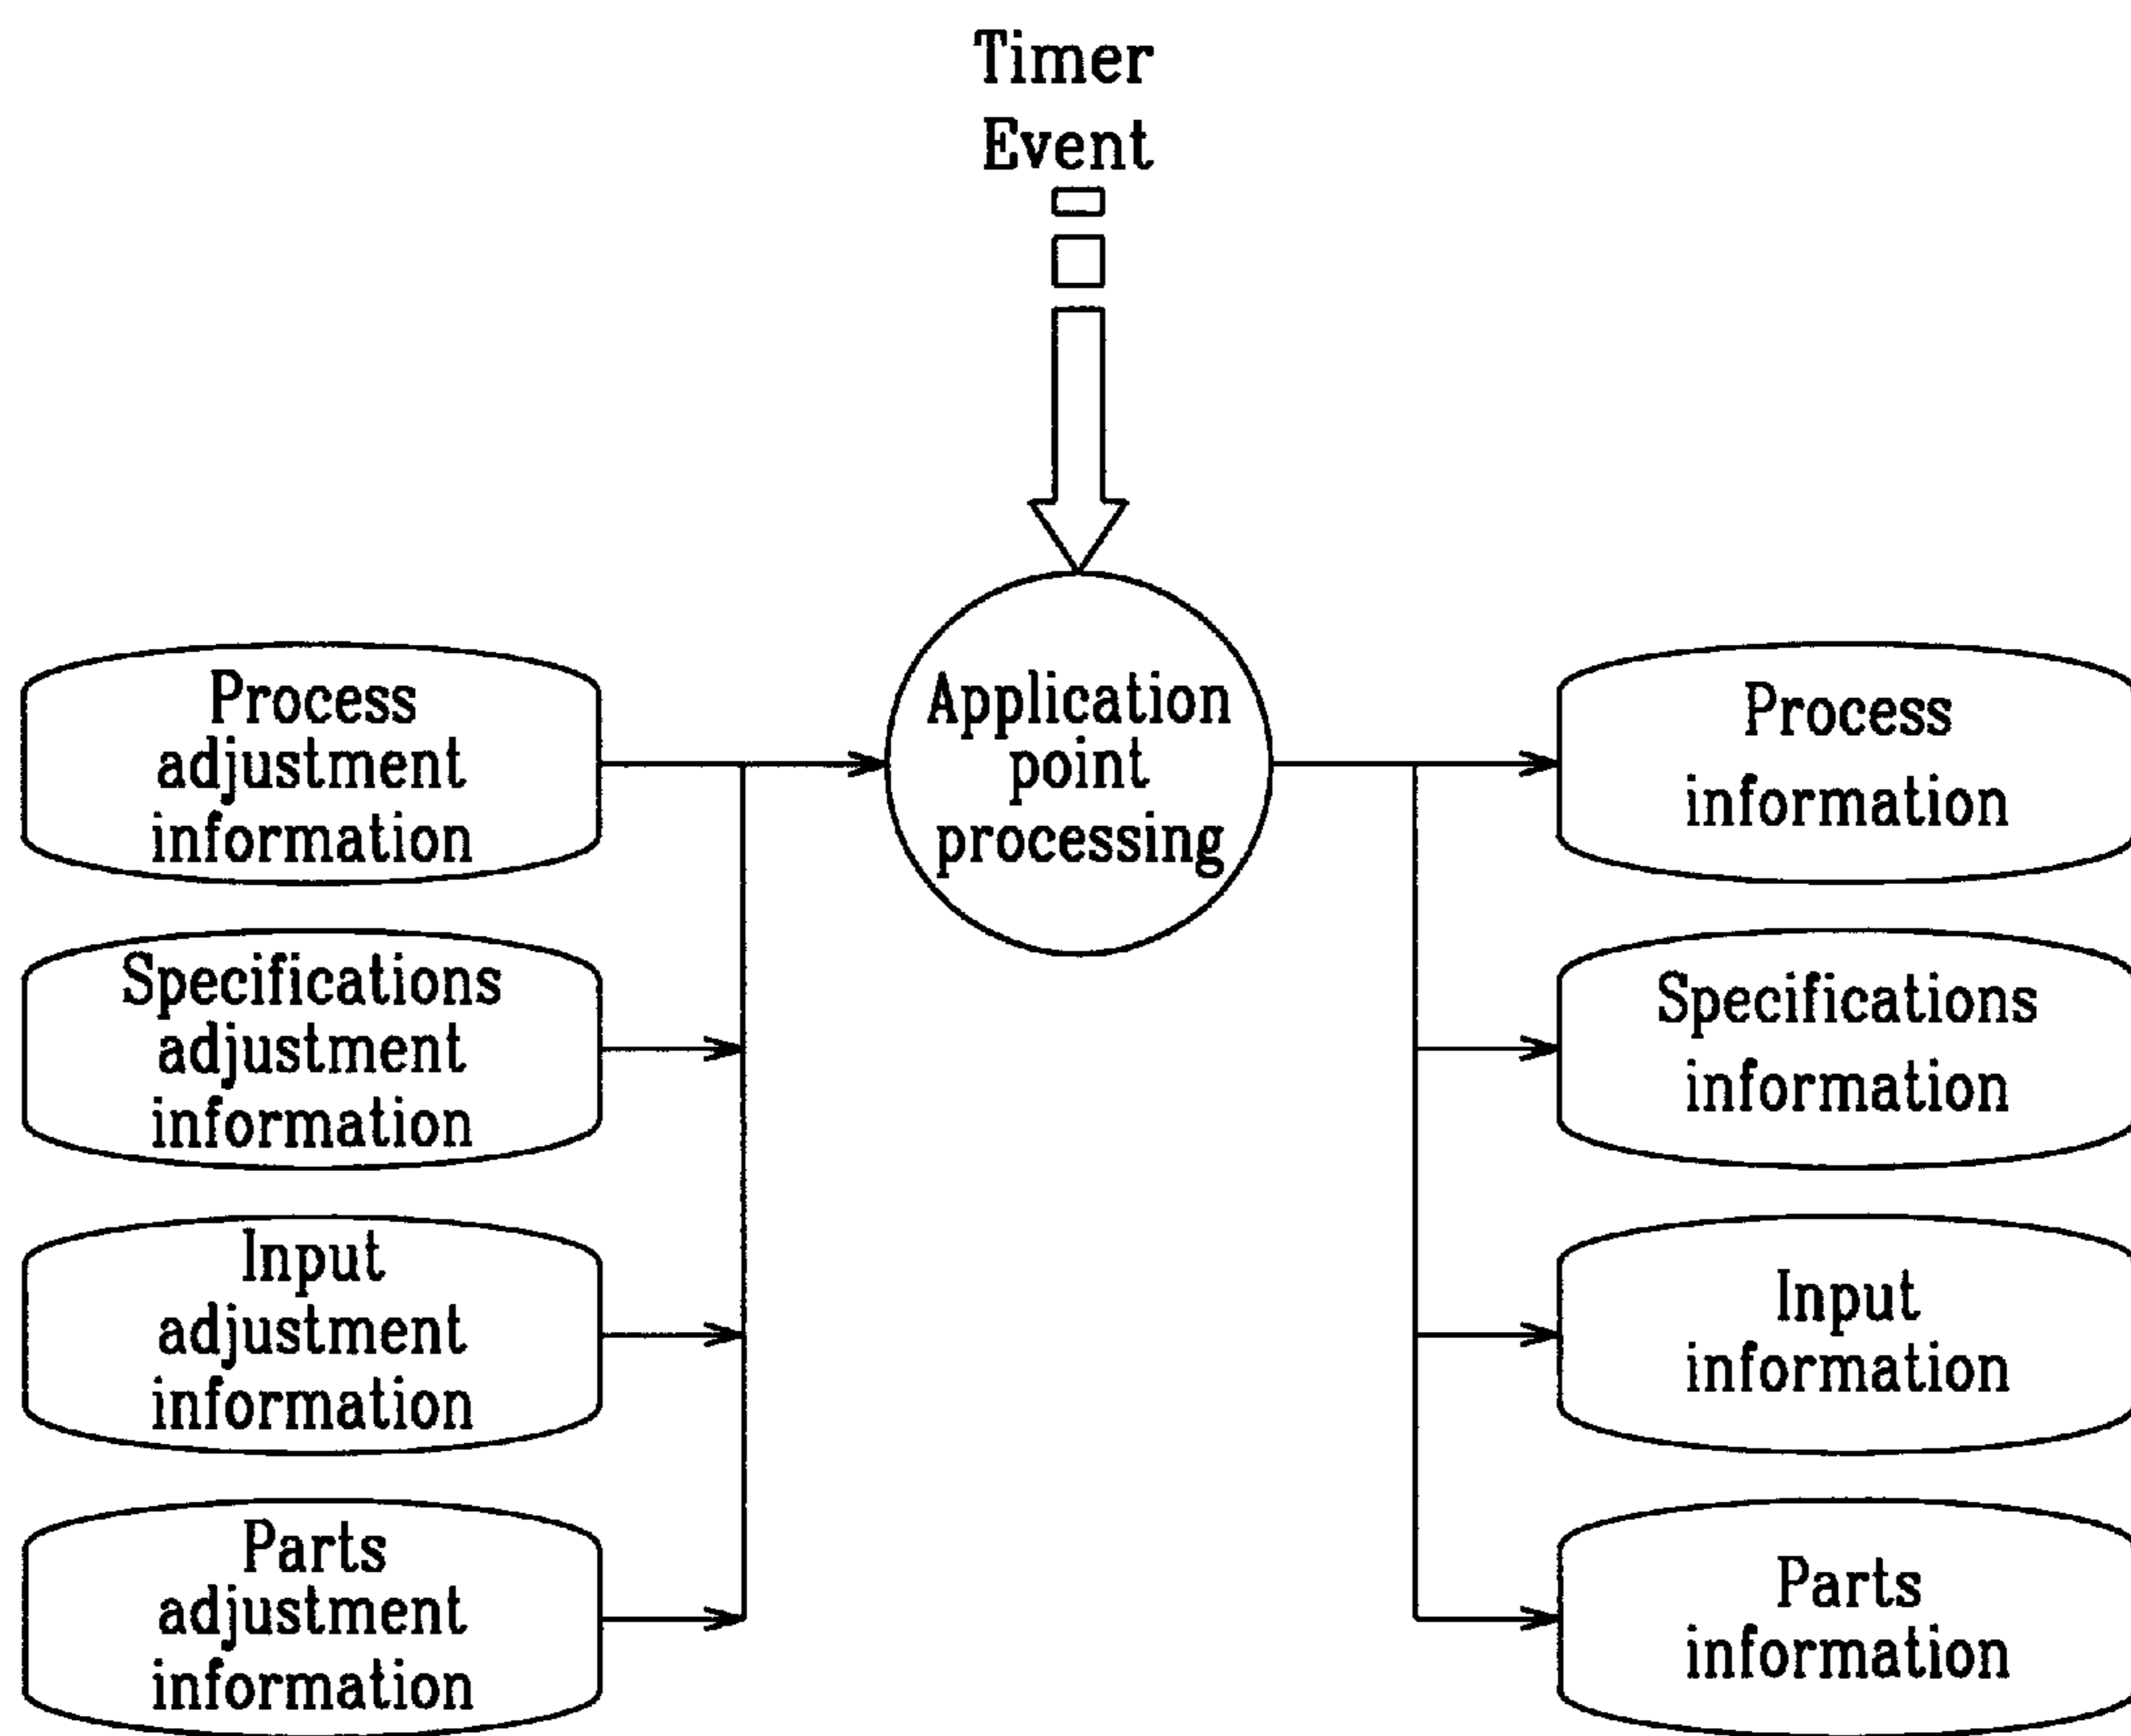 Timer
Event
Process
adjustment
information
Application
point
processing
Process
information
Specifications
adjustment
information
Specifications
information
Input
adjustment
information
Input
information
Parts
adjustment
information
Parts
information